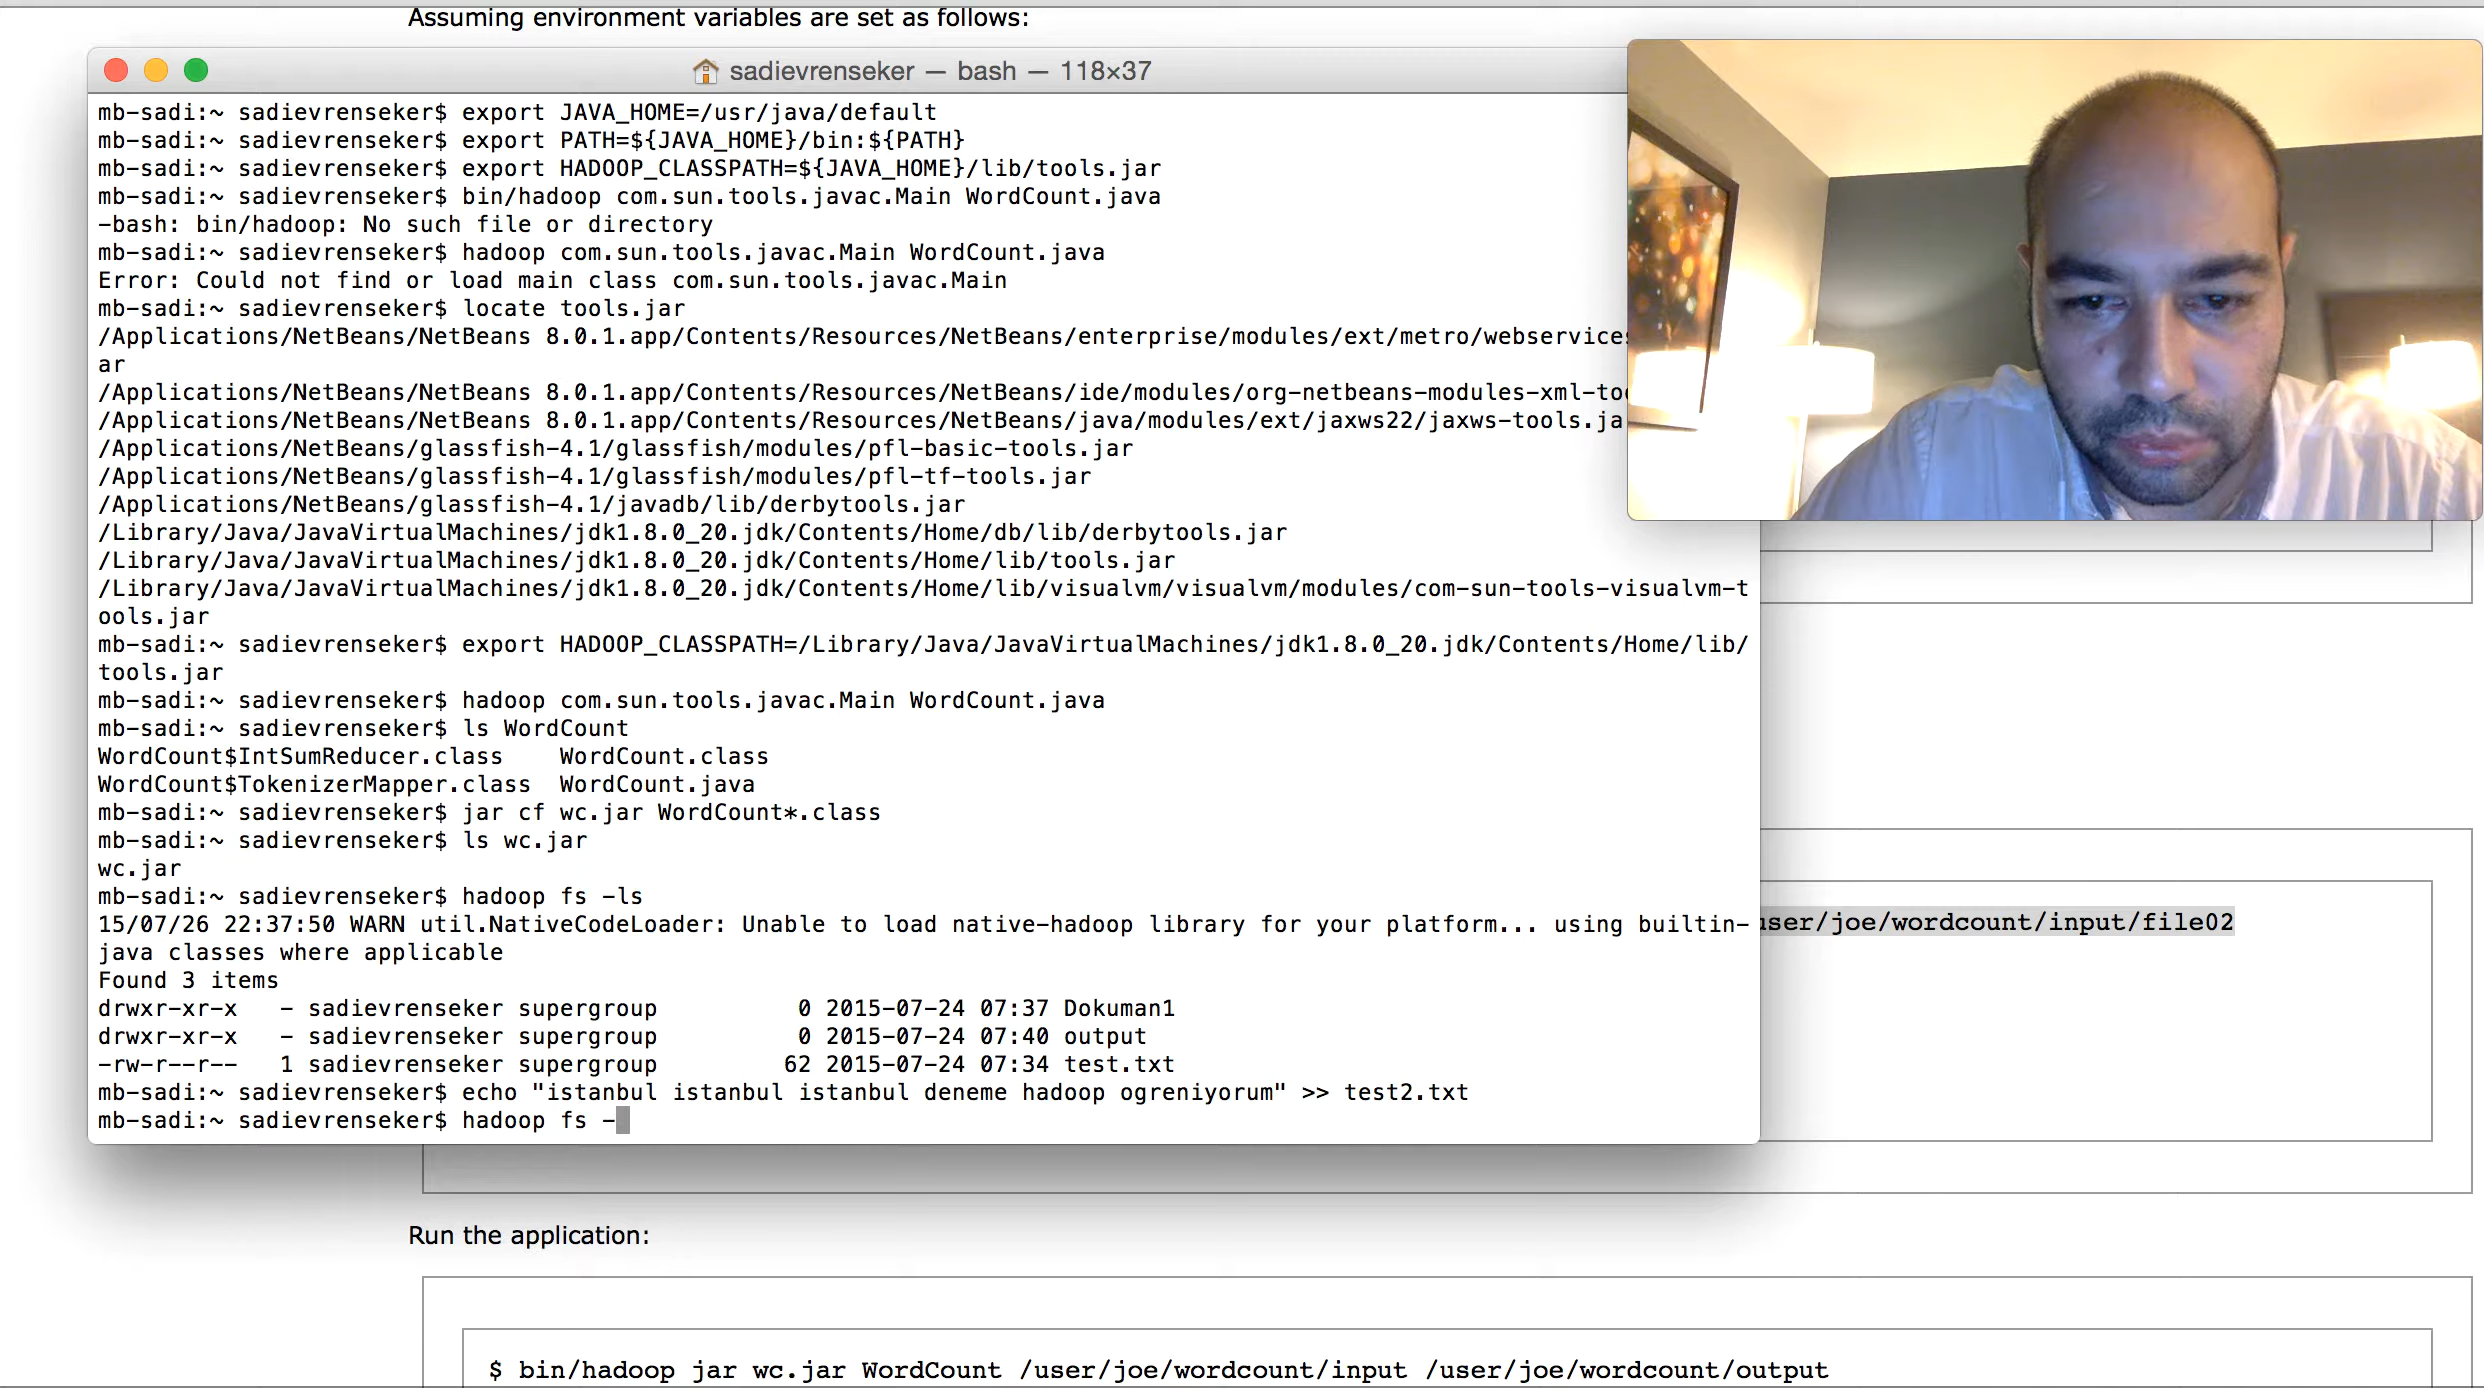 Assuming environment variables are set as follows:
sadievrenseker — bash — 118×37
mb-sadi:~ sadievrenseker$ export JAVA_HOME=/usr/java/default
mb-sadi:~ sadievrenseker$ export PATH=${JAVA_HOME}/bin:${PATH}
mb-sadi:~ sadievrenseker$ export HADOOP_CLASSPATH=${JAVA_HOME}/lib/tools.jar
mb-sadi:~ sadievrenseker$ bin/hadoop com.sun.tools.javac.Main WordCount.java
-bash: bin/hadoop: No such file or directory
mb-sadi:~ sadievrenseker$ hadoop com.sun.tools.javac.Main WordCount.java
Error: Could not find or load main class com.sun.tools.javac.Main
mb-sadi:~ sadievrenseker$ locate tools.jar
/Applications/NetBeans/NetBeans 8.0.1.app/Contents/Resources/NetBeans/enterprise/modules/ext/metro/webservices
ar
/Applications/NetBeans/NetBeans 8.0.1.app/Contents/Resources/NetBeans/ide/modules/org-netbeans-modules-xml-to
/Applications/NetBeans/NetBeans 8.0.1.app/Contents/Resources/NetBeans/java/modules/ext/jaxws22/jaxws-tools.ja
/Applications/NetBeans/glassfish-4.1/glassfish/modules/pfl-basic-tools.jar
/Applications/NetBeans/glassfish-4.1/glassfish/modules/pfl-tf-tools.jar
/Applications/NetBeans/glassfish-4.1/javadb/lib/derbytools.jar
/Library/Java/JavaVirtualMachines/jdk1.8.0_20.jdk/Contents/Home/db/lib/derbytools.jar
/Library/Java/JavaVirtualMachines/jdk1.8.0_20.jdk/Contents/Home/lib/tools.jar
/Library/Java/JavaVirtualMachines/jdk1.8.0_20.jdk/Contents/Home/lib/visualvm/visualvm/modules/com-sun-tools-visualvm-t
ools.jar
mb-sadi:~ sadievrenseker$ export HADOOP_CLASSPATH=/Library/Java/JavaVirtualMachines/jdk1.8.0_20.jdk/Contents/Home/lib/
tools.jar
mb-sadi:~ sadievrenseker$ hadoop com.sun.tools.javac.Main WordCount.java
mb-sadi:~ sadievrenseker$ ls WordCount
WordCount$IntSumReducer.class    WordCount.class
WordCount$TokenizerMapper.class  WordCount.java
mb-sadi:~ sadievrenseker$ jar cf wc.jar WordCount*.class
mb-sadi:~ sadievrenseker$ ls wc.jar
wc.jar
mb-sadi:~ sadievrenseker$ hadoop fs -ls
15/07/26 22:37:50 WARN util.NativeCodeLoader: Unable to load native-hadoop library for your platform... using builtin-
user/joe/wordcount/input/file02
java classes where applicable
Found 3 items
drwxr-xr-x   - sadievrenseker supergroup          0 2015-07-24 07:37 Dokuman1
drwxr-xr-x   - sadievrenseker supergroup          0 2015-07-24 07:40 output
-rw-r--r--   1 sadievrenseker supergroup         62 2015-07-24 07:34 test.txt
mb-sadi:~ sadievrenseker$ echo "istanbul istanbul istanbul deneme hadoop ogreniyorum" >> test2.txt
mb-sadi:~ sadievrenseker$ hadoop fs -
Run the application:
$ bin/hadoop jar wc.jar WordCount /user/joe/wordcount/input /user/joe/wordcount/output